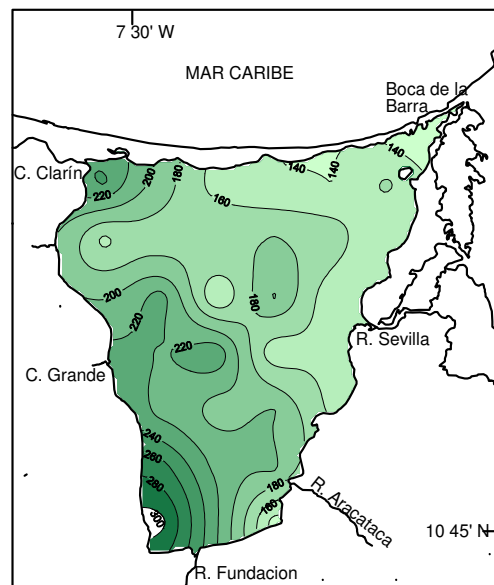 7 30' W
MAR CARIBE
Boca de la
Barra
140
140
140
C. Clarín
200
180
220
160
180
200
220
220
R. Sevilla
C. Grande
240
260
280
300
180
160
R. Aracataca
10 45' N
R. Fundacion